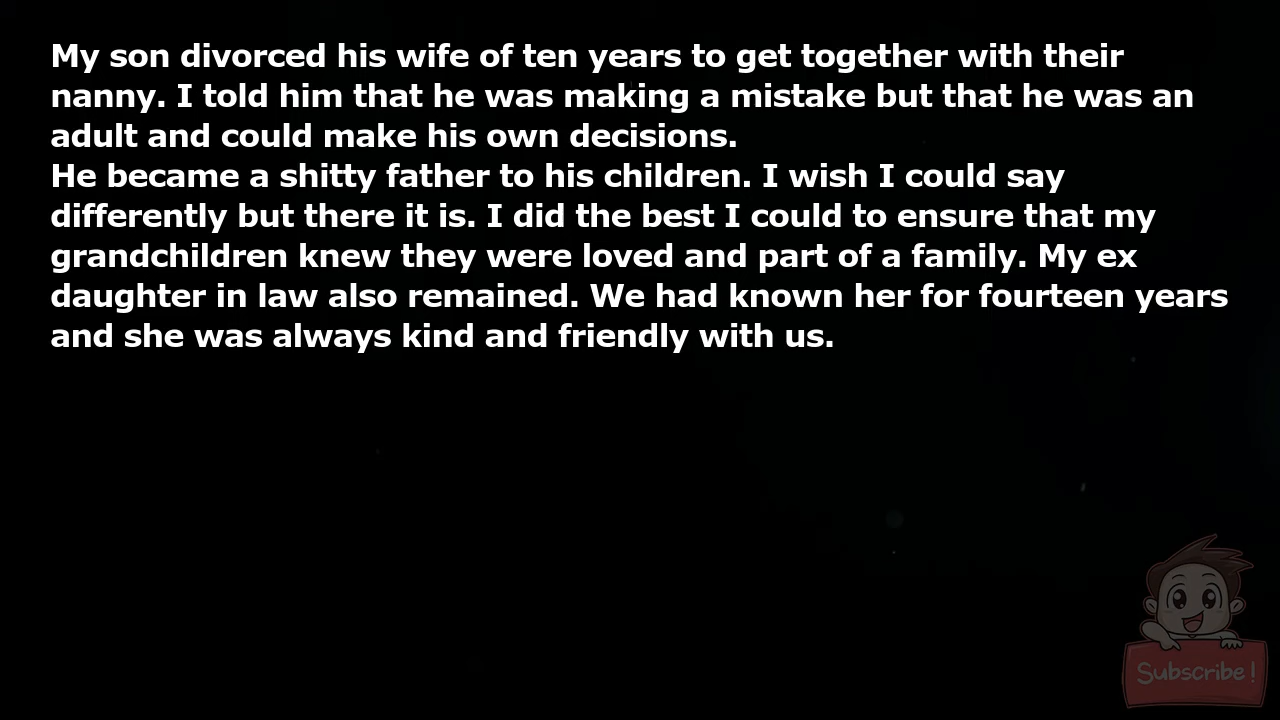 My son divorced his wife of ten years to get together with their
nanny. I told him that he was making a mistake but that he was an
adult and could make his own decisions.
He became a shitty father to his children. I wish I could say
differently but there it is. I did the best I could to ensure that my
grandchildren knew they were loved and part of a family. My ex
daughter in law also remained. We had known her for fourteen years
and she was always kind and friendly with us.
Subscribe!